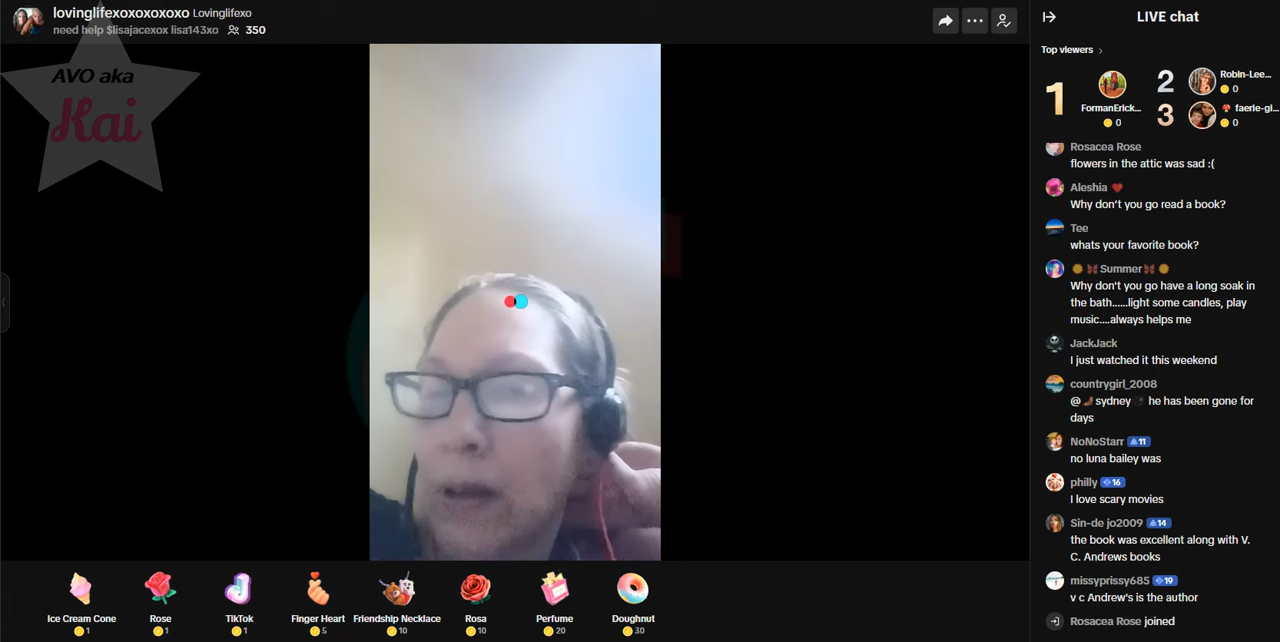 lovinglifexoxoxoxoxo Lovinglifexo
need help $lisajacexox lisa143xo 350
AVO aka
Kai
LIVE chat
Top viewers
1
FormanErick...
0
2
Robin-Lee...
0
3
faerie-gi...
0
Rosacea Rose
flowers in the attic was sad :(
Aleshia
Why don't you go read a book?
Tee
whats your favorite book?
Summer
Why don't you go have a long soak in
the bath......light some candles, play
music....always helps me
JackJack
I just watched it this weekend
countrygirl_2008
@ sydney he has been gone for
days
NoNoStarr 11
no luna bailey was
philly 16
I love scary movies
Sin-de jo2009 14
the book was excellent along with V.
C. Andrews books
missyprissy685 19
v c Andrew's is the author
Rosacea Rose joined
Ice Cream Cone
1
Rose
1
TikTok
1
Finger Heart
5
Friendship Necklace
10
Rosa
10
Perfume
20
Doughnut
30